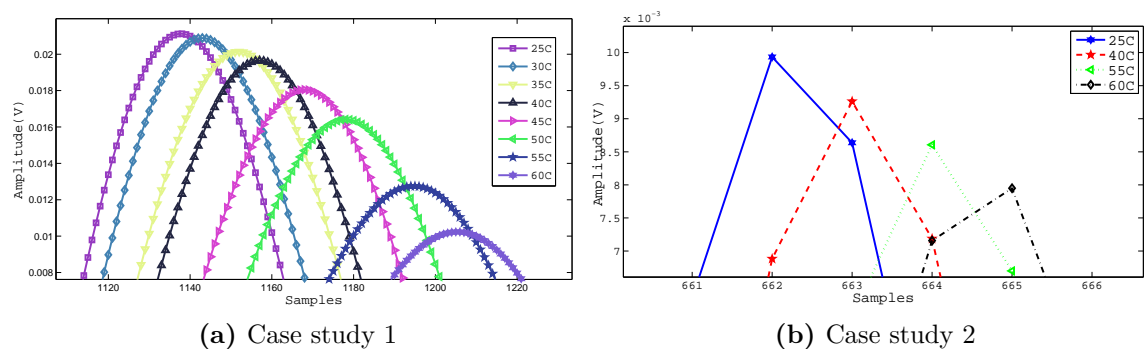 Amplitude(V)
0.02
0.018
0.016
0.014
0.012
0.01
0.008
1120
1140
1160
1180
1200
1220
Samples
25C
30C
35C
40C
45C
50C
55C
60C
(a) Case study 1
x 10⁻³
Amplitude(V)
10
9.5
9
8.5
8
7.5
7
661
662
663
664
665
666
Samples
25C
40C
55C
60C
(b) Case study 2